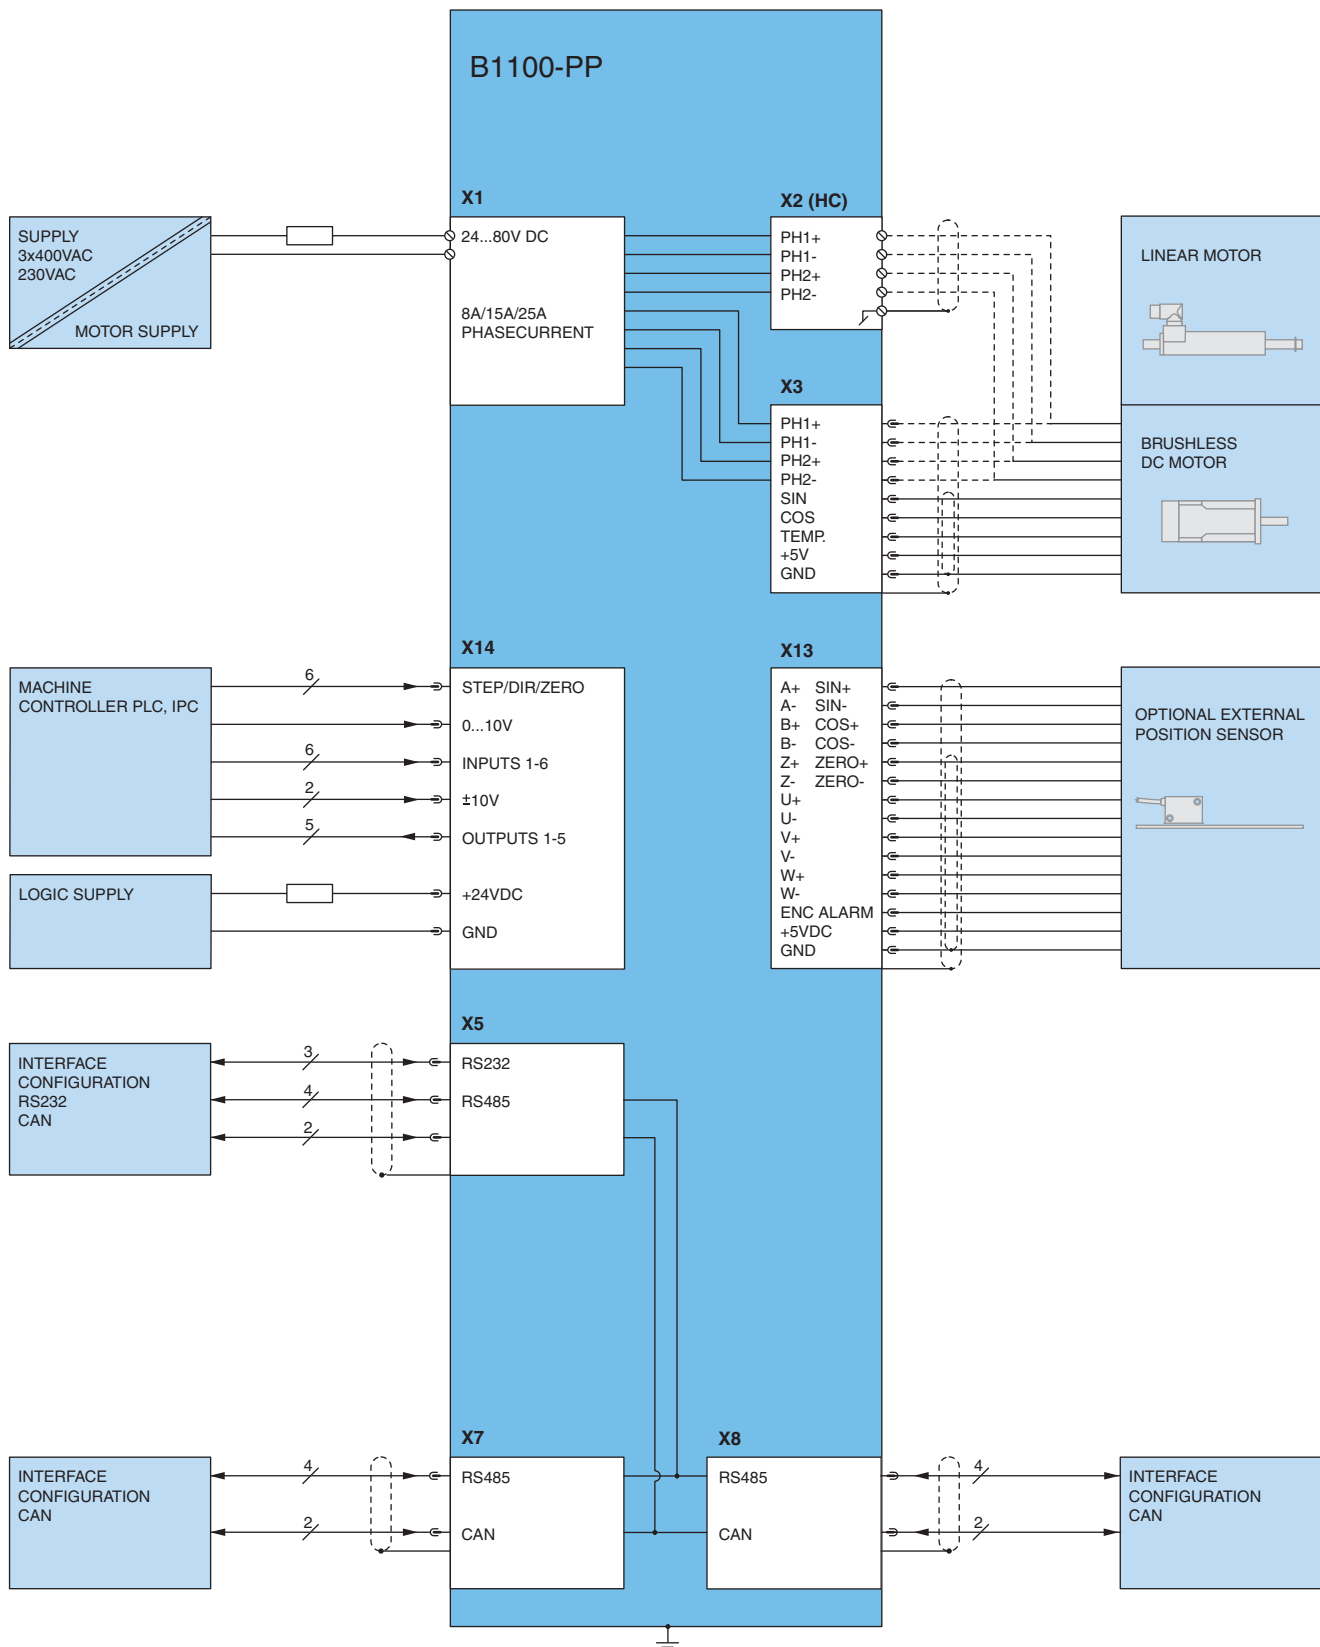 B1100-PP
X1
X2 (HC)
SUPPLY
3x400VAC
230VAC
MOTOR SUPPLY
24...80V DC
8A/15A/25A
PHASECURRENT
PH1+
PH1-
PH2+
PH2-
LINEAR MOTOR
X3
PH1+
PH1-
PH2+
PH2-
SIN
COS
TEMP.
+5V
GND
BRUSHLESS
DC MOTOR
X14
MACHINE
CONTROLLER PLC, IPC
6
STEP/DIR/ZERO
0...10V
6
INPUTS 1-6
2
±10V
5
OUTPUTS 1-5
LOGIC SUPPLY
+24VDC
GND
X13
A+ SIN+
A- SIN-
B+ COS+
B- COS-
Z+ ZERO+
Z- ZERO-
U+
U-
V+
V-
W+
W-
ENC ALARM
+5VDC
GND
OPTIONAL EXTERNAL
POSITION SENSOR
X5
INTERFACE
CONFIGURATION
RS232
CAN
3
RS232
4
RS485
2
X7
INTERFACE
CONFIGURATION
CAN
4
RS485
2
CAN
X8
RS485
4
CAN
2
INTERFACE
CONFIGURATION
CAN